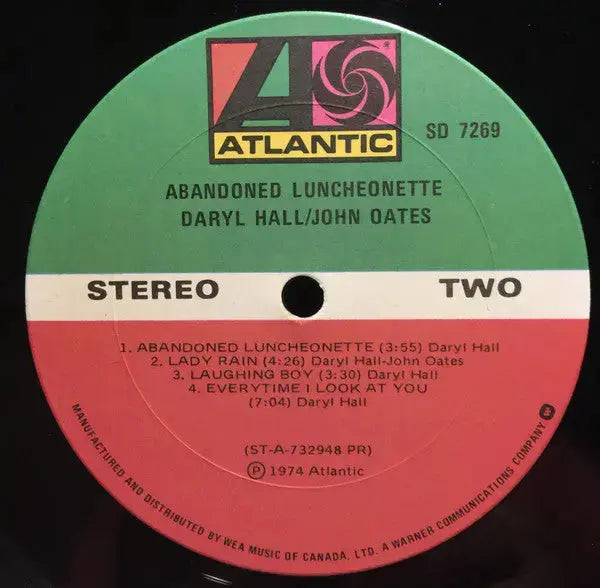 ATLANTIC
SD 7269
ABANDONED LUNCHEONETTE
DARYL HALL/JOHN OATES
STEREO
TWO
1. ABANDONED LUNCHEONETTE (3:55) Daryl Hall
2. LADY RAIN (4:26) Daryl Hall-John Oates
3. LAUGHING BOY (3:30) Daryl Hall
4. EVERYTIME I LOOK AT YOU
(7:04) Daryl Hall
(ST-A-732948 PR)
Ⓟ 1974 Atlantic
MANUFACTURED AND DISTRIBUTED BY WEA MUSIC OF CANADA, LTD. A WARNER COMMUNICATIONS COMPANY